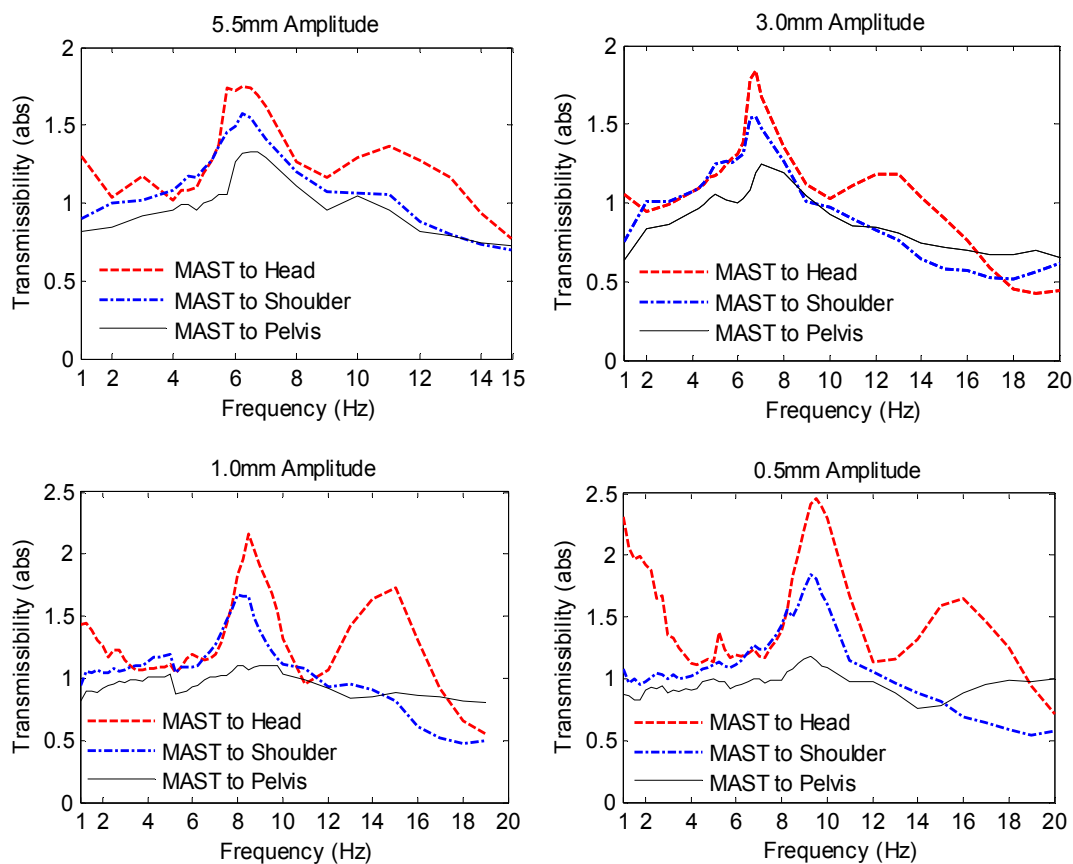 5.5mm Amplitude
2
1.5
1
0.5
0
Transmissibility (abs)
MAST to Head
MAST to Shoulder
MAST to Pelvis
1 2 4 6 8 10 12 14 15
Frequency (Hz)
3.0mm Amplitude
2
1.5
1
0.5
0
Transmissibility (abs)
MAST to Head
MAST to Shoulder
MAST to Pelvis
1 2 4 6 8 10 12 14 16 18 20
Frequency (Hz)
1.0mm Amplitude
2.5
2
1.5
1
0.5
0
Transmissibility (abs)
MAST to Head
MAST to Shoulder
MAST to Pelvis
1 2 4 6 8 10 12 14 16 18 20
Frequency (Hz)
0.5mm Amplitude
2.5
2
1.5
1
0.5
0
Transmissibility (abs)
MAST to Head
MAST to Shoulder
MAST to Pelvis
1 2 4 6 8 10 12 14 16 18 20
Frequency (Hz)